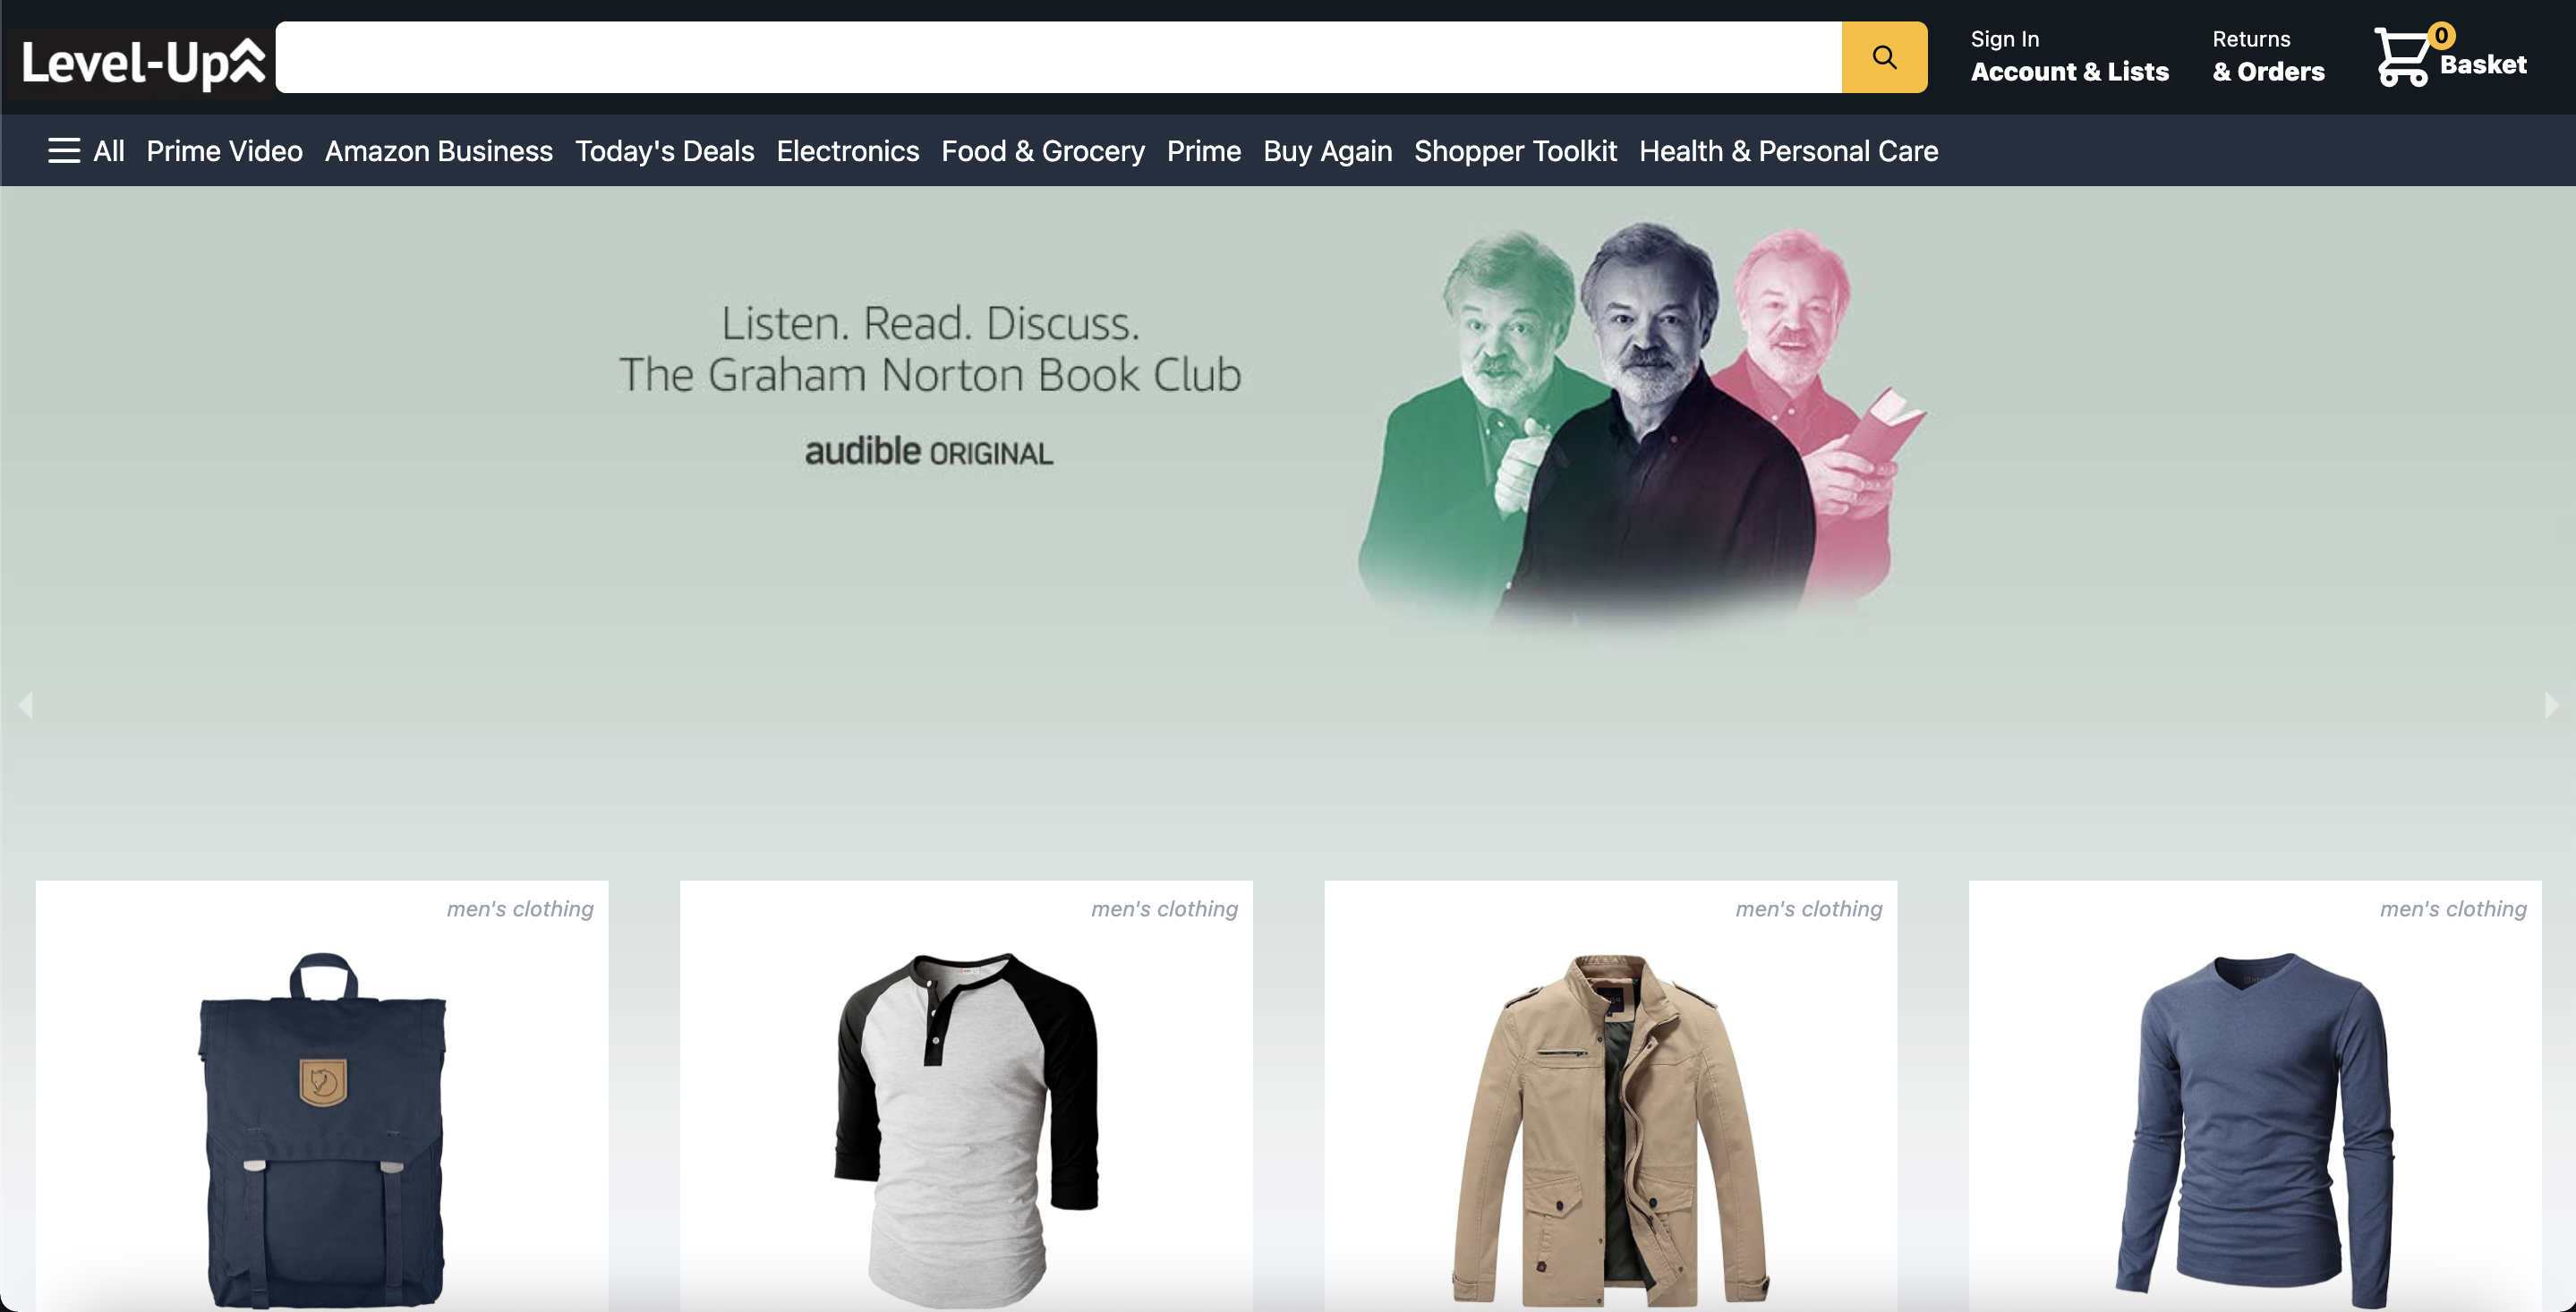 Level-Up
Sign In
Account & Lists
Returns
& Orders
0
Basket
All Prime Video Amazon Business Today's Deals Electronics Food & Grocery Prime Buy Again Shopper Toolkit Health & Personal Care
Listen. Read. Discuss.
The Graham Norton Book Club
audible ORIGINAL
men's clothing
men's clothing
men's clothing
men's clothing